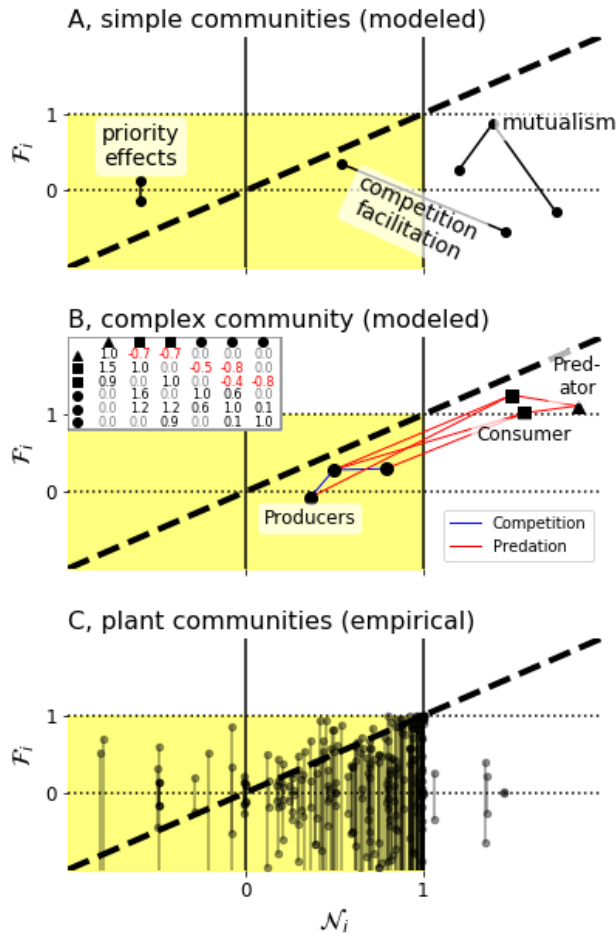 A, simple communities (modeled)
1
0
ℱi
priority
effects
competition
facilitation
mutualism
B, complex community (modeled)
1.0 -0.7 -0.7 0.0 0.0 0.0
1.5 1.0 0.0 -0.5 -0.8 0.0
0.9 0.0 1.0 0.0 -0.4 -0.8
0.0 1.6 0.0 1.0 0.6 0.0
0.0 1.2 1.2 0.6 1.0 0.1
0.0 0.0 0.9 0.0 0.1 1.0
Pred-
ator
Consumer
Producers
1
0
ℱi
Competition
Predation
C, plant communities (empirical)
1
0
ℱi
0 1
𝒩i